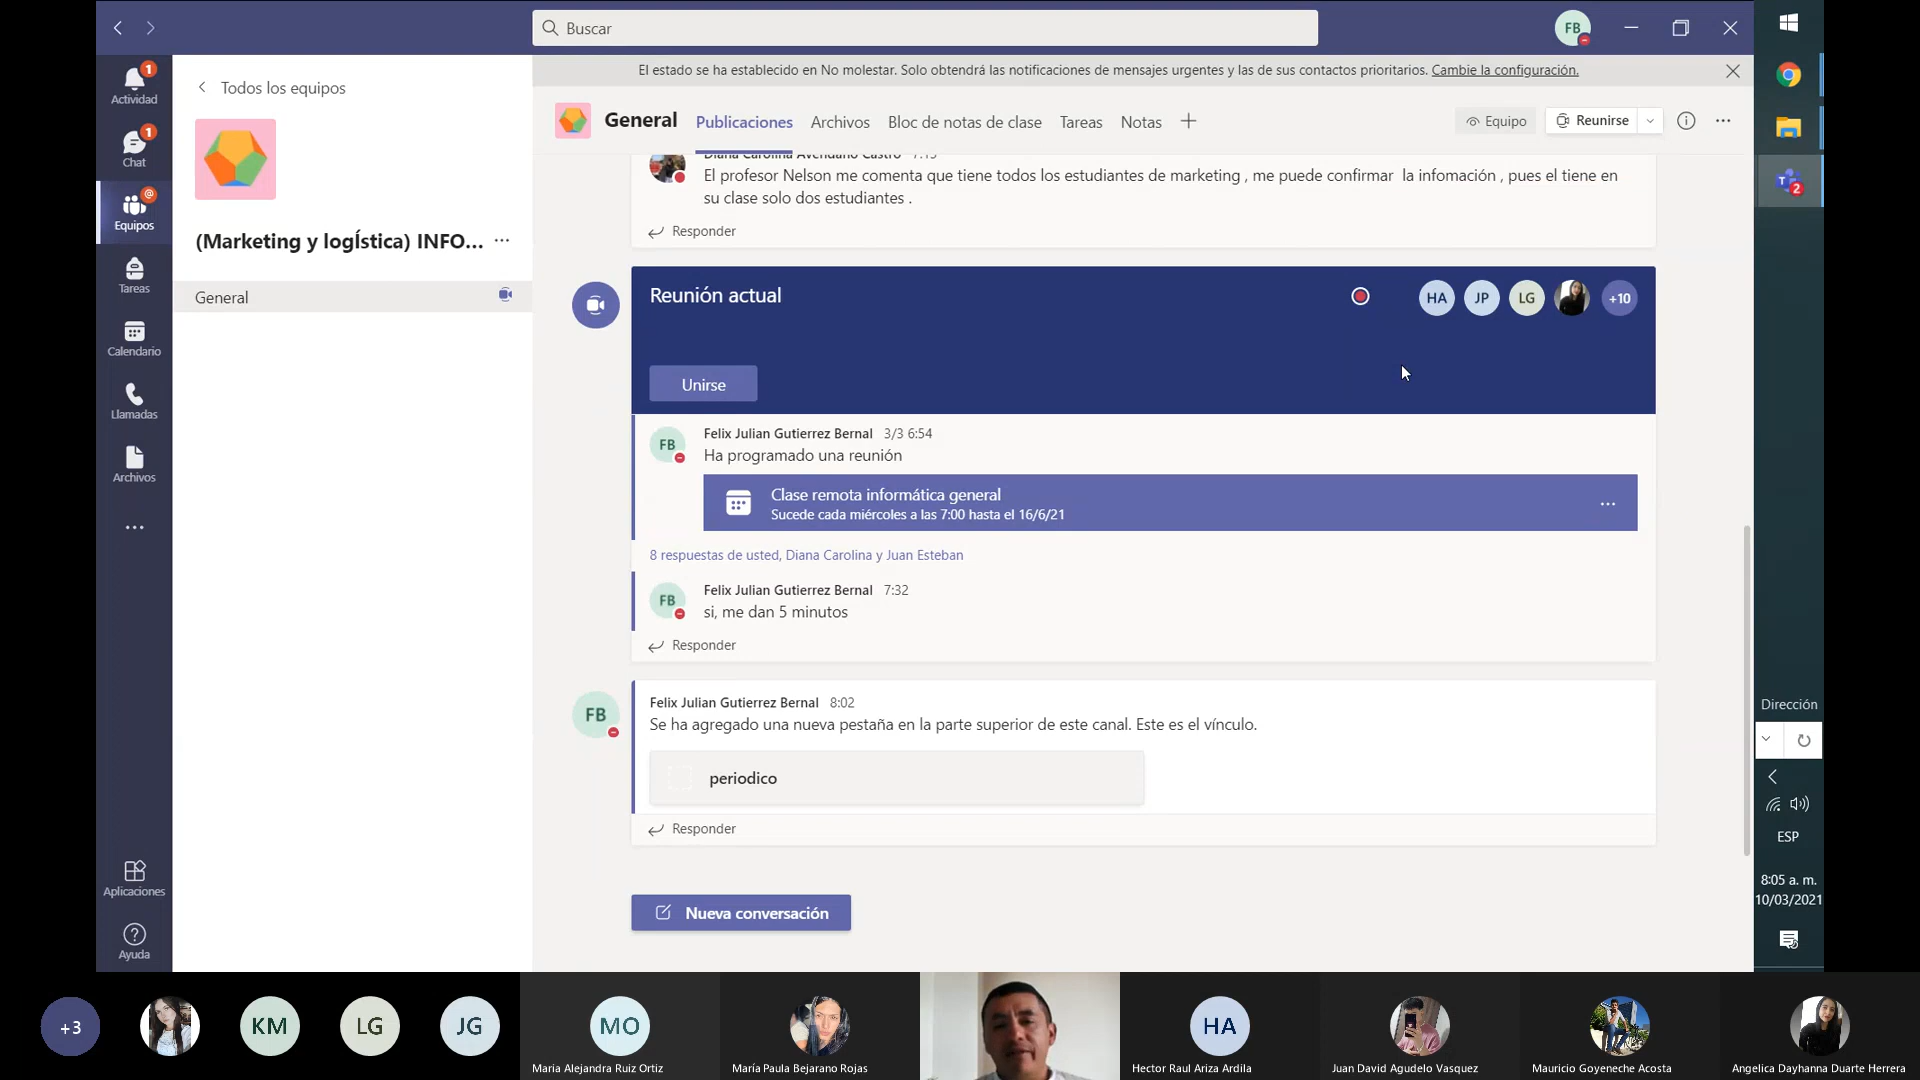 Buscar
FB
El estado se ha establecido en No molestar. Solo obtendrá las notificaciones de mensajes urgentes y las de sus contactos prioritarios. Cambie la configuración.
Actividad
1
Chat
1
Equipos
@
Tareas
Calendario
Llamadas
Archivos
Aplicaciones
Ayuda
Todos los equipos
(Marketing y logÍstica) INFO...
General
General
Publicaciones
Archivos
Bloc de notas de clase
Tareas
Notas
Equipo
Reunirse
Diana Carolina Avendaño Castro 7:15
El profesor Nelson me comenta que tiene todos los estudiantes de marketing , me puede confirmar la infomación , pues el tiene en
su clase solo dos estudiantes .
Responder
Reunión actual
HA JP LG +10
Unirse
FB
Felix Julian Gutierrez Bernal 3/3 6:54
Ha programado una reunión
Clase remota informática general
Sucede cada miércoles a las 7:00 hasta el 16/6/21
8 respuestas de usted, Diana Carolina y Juan Esteban
FB
Felix Julian Gutierrez Bernal 7:32
si, me dan 5 minutos
Responder
FB
Felix Julian Gutierrez Bernal 8:02
Se ha agregado una nueva pestaña en la parte superior de este canal. Este es el vínculo.
periodico
Responder
Nueva conversación
T 2
Dirección
ESP
8:05 a. m.
10/03/2021
+3
KM
LG
JG
MO
Maria Alejandra Ruiz Ortiz
María Paula Bejarano Rojas
HA
Hector Raul Ariza Ardila
Juan David Agudelo Vasquez
Mauricio Goyeneche Acosta
Angelica Dayhanna Duarte Herrera